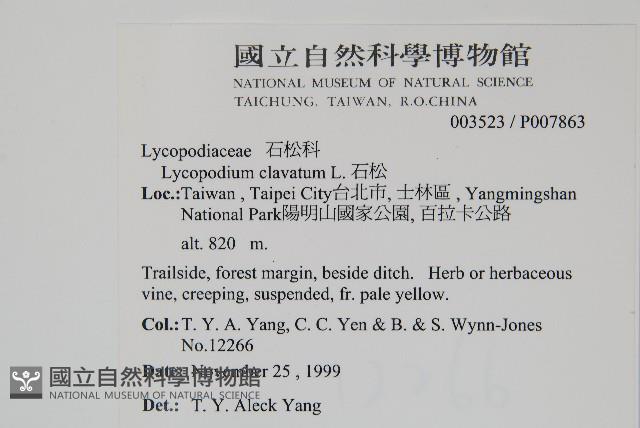 國立自然科學博物館
NATIONAL MUSEUM OF NATURAL SCIENCE
TAICHUNG, TAIWAN, R.O.CHINA
003523 / P007863
Lycopodiaceae 石松科
Lycopodium clavatum L. 石松
Loc.:Taiwan , Taipei City台北市, 士林區 , Yangmingshan
National Park陽明山國家公園, 百拉卡公路
alt. 820 m.
Trailside, forest margin, beside ditch. Herb or herbaceous
vine, creeping, suspended, fr. pale yellow.
Col.:T. Y. A. Yang, C. C. Yen & B. & S. Wynn-Jones
No.12266
Date: November 25 , 1999
國立自然科學博物館
NATIONAL MUSEUM OF NATURAL SCIENCE
Det.: T. Y. Aleck Yang